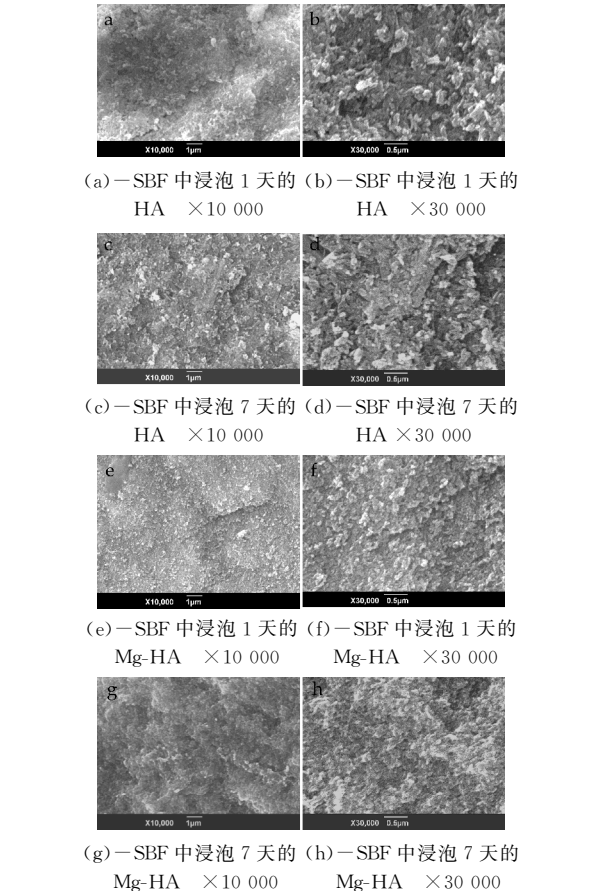 a
b
X10,000 1μm
X30,000 0.5μm
(a)－SBF 中浸泡 1 天的
HA ×10 000
(b)－SBF 中浸泡 1 天的
HA ×30 000
c
d
X10,000 1μm
X30,000 0.5μm
(c)－SBF 中浸泡 7 天的
HA ×10 000
(d)－SBF 中浸泡 7 天的
HA ×30 000
e
f
X10,000 1μm
X30,000 0.5μm
(e)－SBF 中浸泡 1 天的
Mg-HA ×10 000
(f)－SBF 中浸泡 1 天的
Mg-HA ×30 000
g
h
X10,000 1μm
X30,000 0.5μm
(g)－SBF 中浸泡 7 天的
Mg-HA ×10 000
(h)－SBF 中浸泡 7 天的
Mg-HA ×30 000